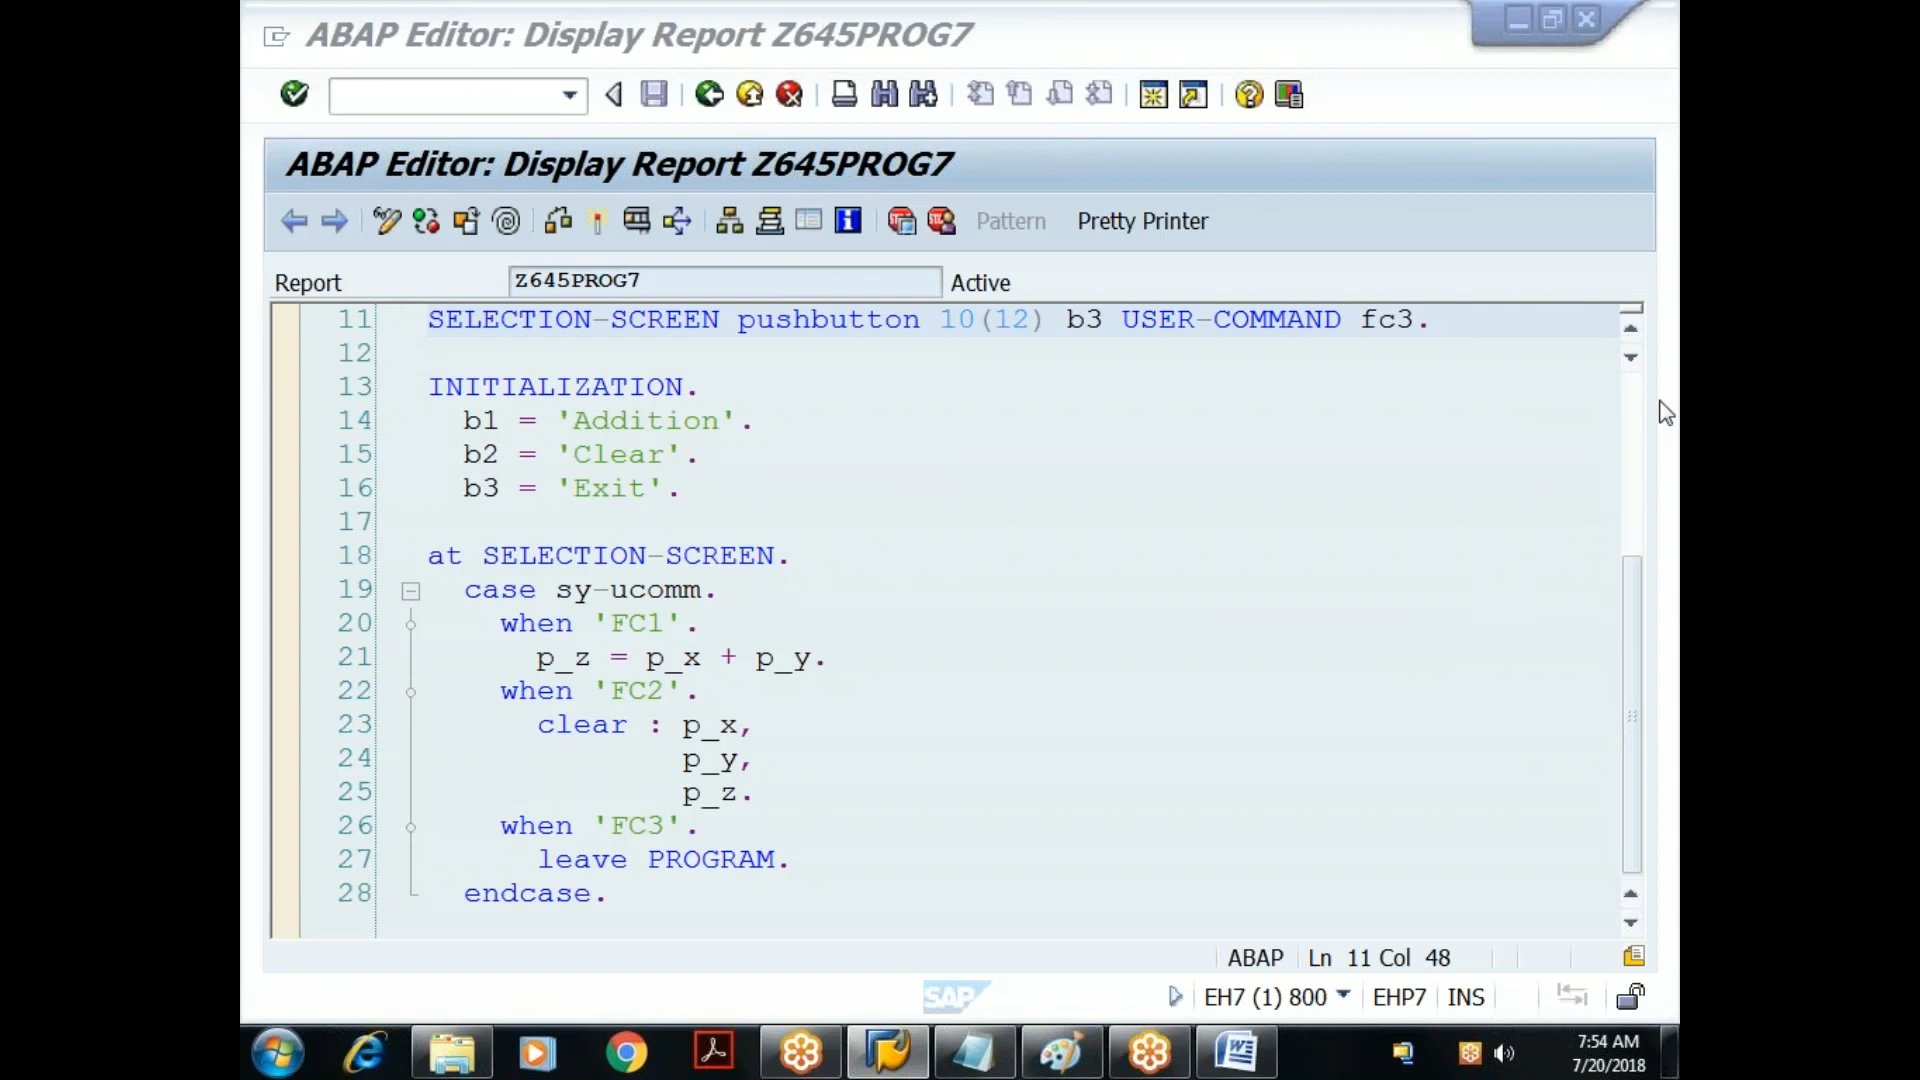 ABAP Editor: Display Report Z645PROG7
ABAP Editor: Display Report Z645PROG7
Pattern Pretty Printer
Report Z645PROG7 Active
11 SELECTION-SCREEN pushbutton 10(12) b3 USER-COMMAND fc3.
12
13 INITIALIZATION.
14 b1 = 'Addition'.
15 b2 = 'Clear'.
16 b3 = 'Exit'.
17
18 at SELECTION-SCREEN.
19 case sy-ucomm.
20 when 'FC1'.
21 p_z = p_x + p_y.
22 when 'FC2'.
23 clear : p_x,
24 p_y,
25 p_z.
26 when 'FC3'.
27 leave PROGRAM.
28 endcase.
ABAP Ln 11 Col 48
SAP EH7 (1) 800 EHP7 INS
7:54 AM
7/20/2018